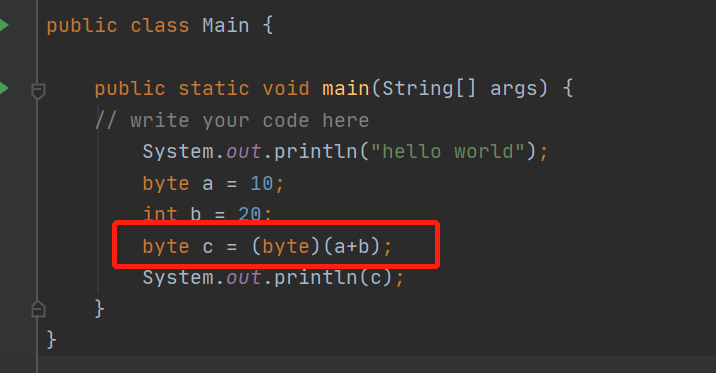 public class Main {
public static void main(String[] args) {
// write your code here
System.out.println("hello world");
byte a = 10;
int b = 20;
byte c = (byte)(a+b);
System.out.println(c);
}
}